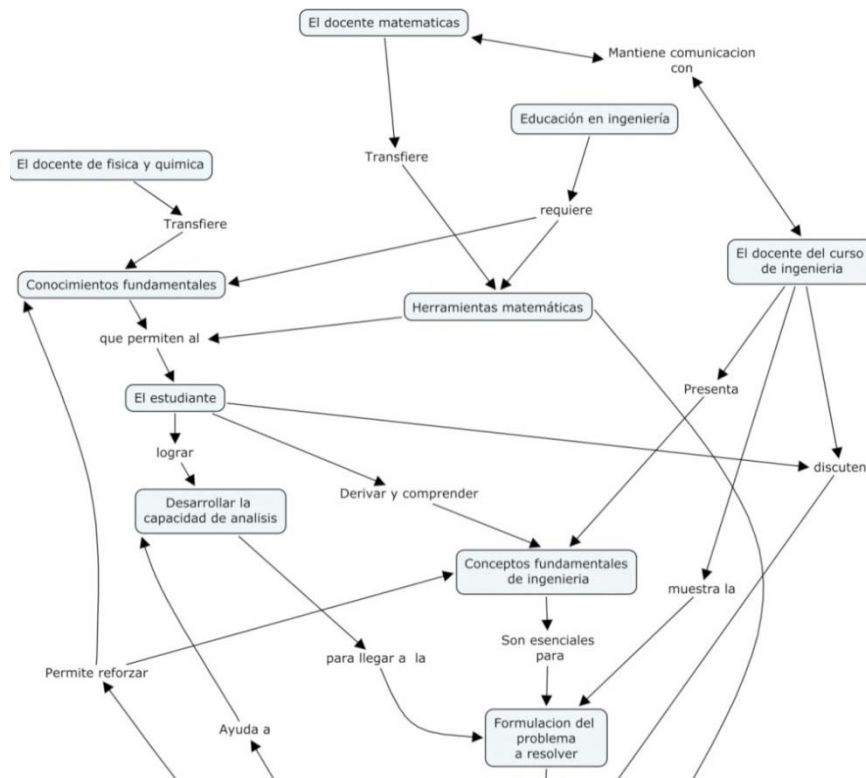 El docente matematicas
Mantiene comunicacion
con
Educación en ingeniería
El docente de fisica y quimica
Transfiere
Transfiere
requiere
El docente del curso
de ingenieria
Conocimientos fundamentales
Herramientas matemáticas
que permiten al
Presenta
El estudiante
lograr
discuten
Derivar y comprender
Desarrollar la
capacidad de analisis
Conceptos fundamentales
de ingenieria
muestra la
Son esenciales
para
para llegar a la
Permite reforzar
Formulacion del
problema
a resolver
Ayuda a